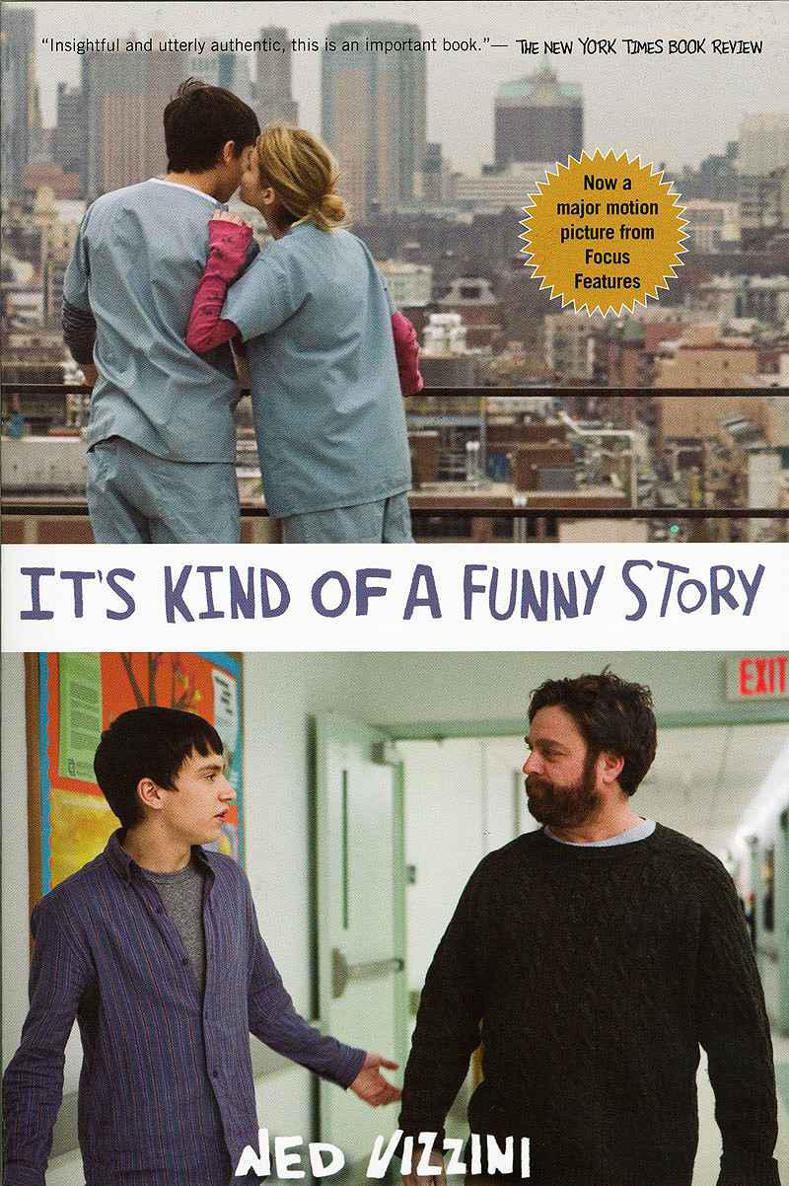 “Insightful and utterly authentic, this is an important book.”— THE NEW YORK TIMES BOOK REVIEW
Now a
major motion
picture from
Focus
Features
IT'S KIND OF A FUNNY STORY
EXIT
NED VIZZINI